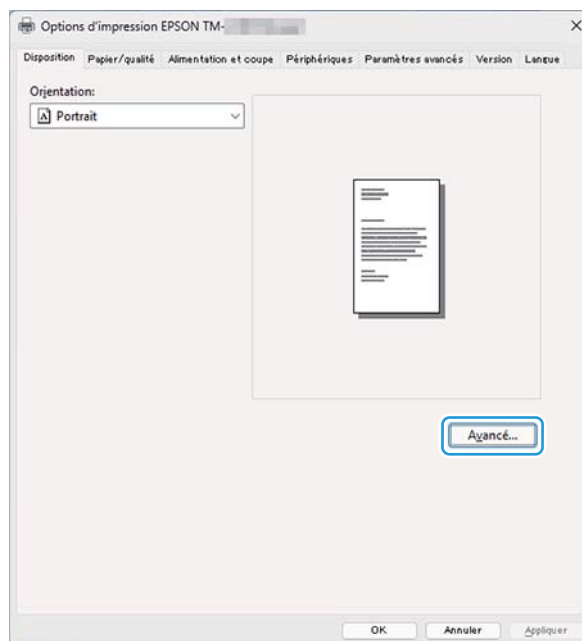 Options d'impression EPSON TM-
Disposition Papier/qualité Alimentation et coupe Périphériques Paramètres avancés Version Langue
Orientation:
Portrait
Avancé...
OK Annuler Appliquer